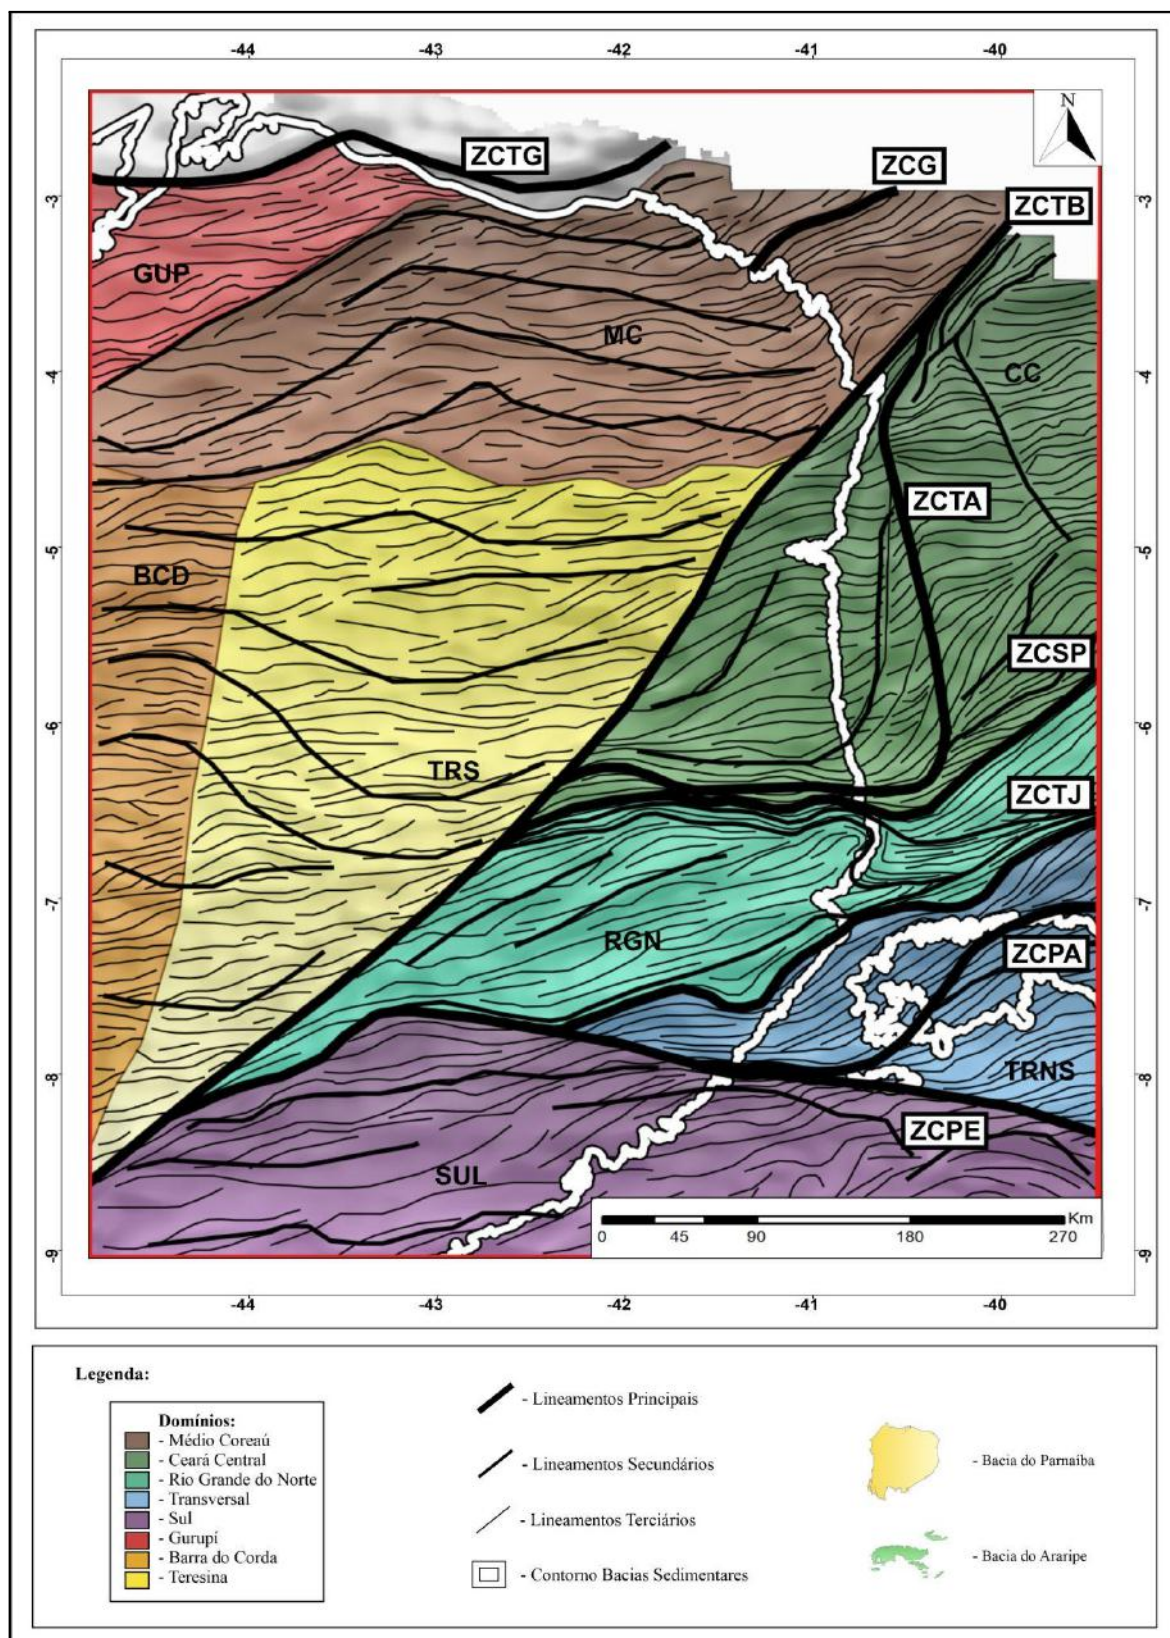 -44 -43 -42 -41 -40
N
ZCTG
ZCG
ZCTB
-3 -3
GUP
MC
CC
-4 -4
ZCTA
-5 -5
BCD
ZCSP
-6 -6
TRS
ZCTJ
-7 -7
RGN
ZCPA
-8 -8
TRNS
ZCPE
SUL
Km
0 45 90 180 270
-9 -9
-44 -43 -42 -41 -40
Legenda:
Domínios:
- Médio Coreaú
- Ceará Central
- Rio Grande do Norte
- Transversal
- Sul
- Gurupí
- Barra do Corda
- Teresina
- Lineamentos Principais
- Lineamentos Secundários
- Lineamentos Terciários
- Contorno Bacias Sedimentares
- Bacia do Parnaíba
- Bacia do Araripe